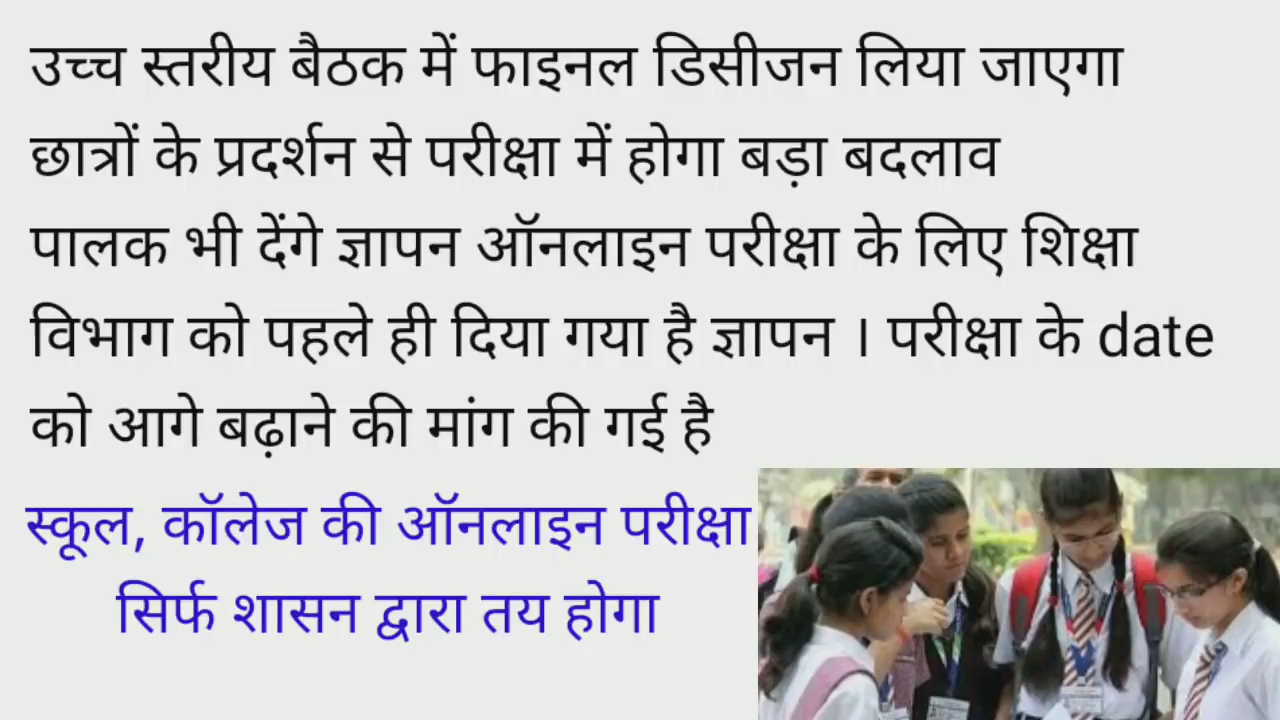 उच्च स्तरीय बैठक में फाइनल डिसीजन लिया जाएगा
छात्रों के प्रदर्शन से परीक्षा में होगा बड़ा बदलाव
पालक भी देंगे ज्ञापन ऑनलाइन परीक्षा के लिए शिक्षा
विभाग को पहले ही दिया गया है ज्ञापन । परीक्षा के date
को आगे बढ़ाने की मांग की गई है
स्कूल, कॉलेज की ऑनलाइन परीक्षा
सिर्फ शासन द्वारा तय होगा